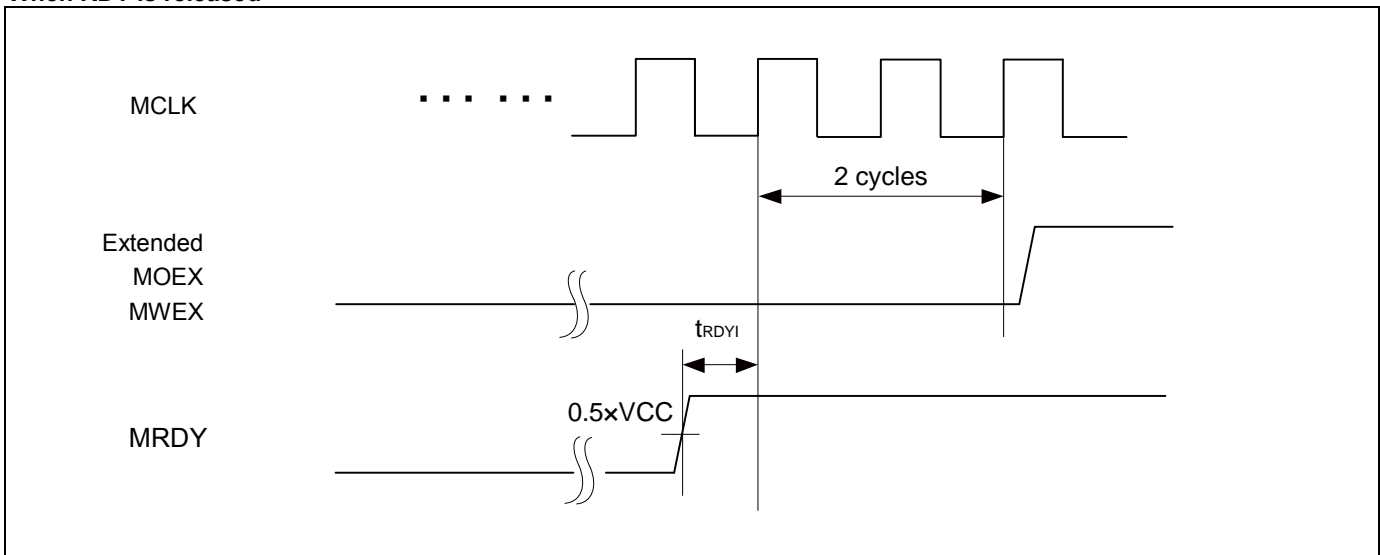 When RDY is released
MCLK
... ...
2 cycles
Extended
MOEX
MWEX
tRDYI
0.5×VCC
MRDY